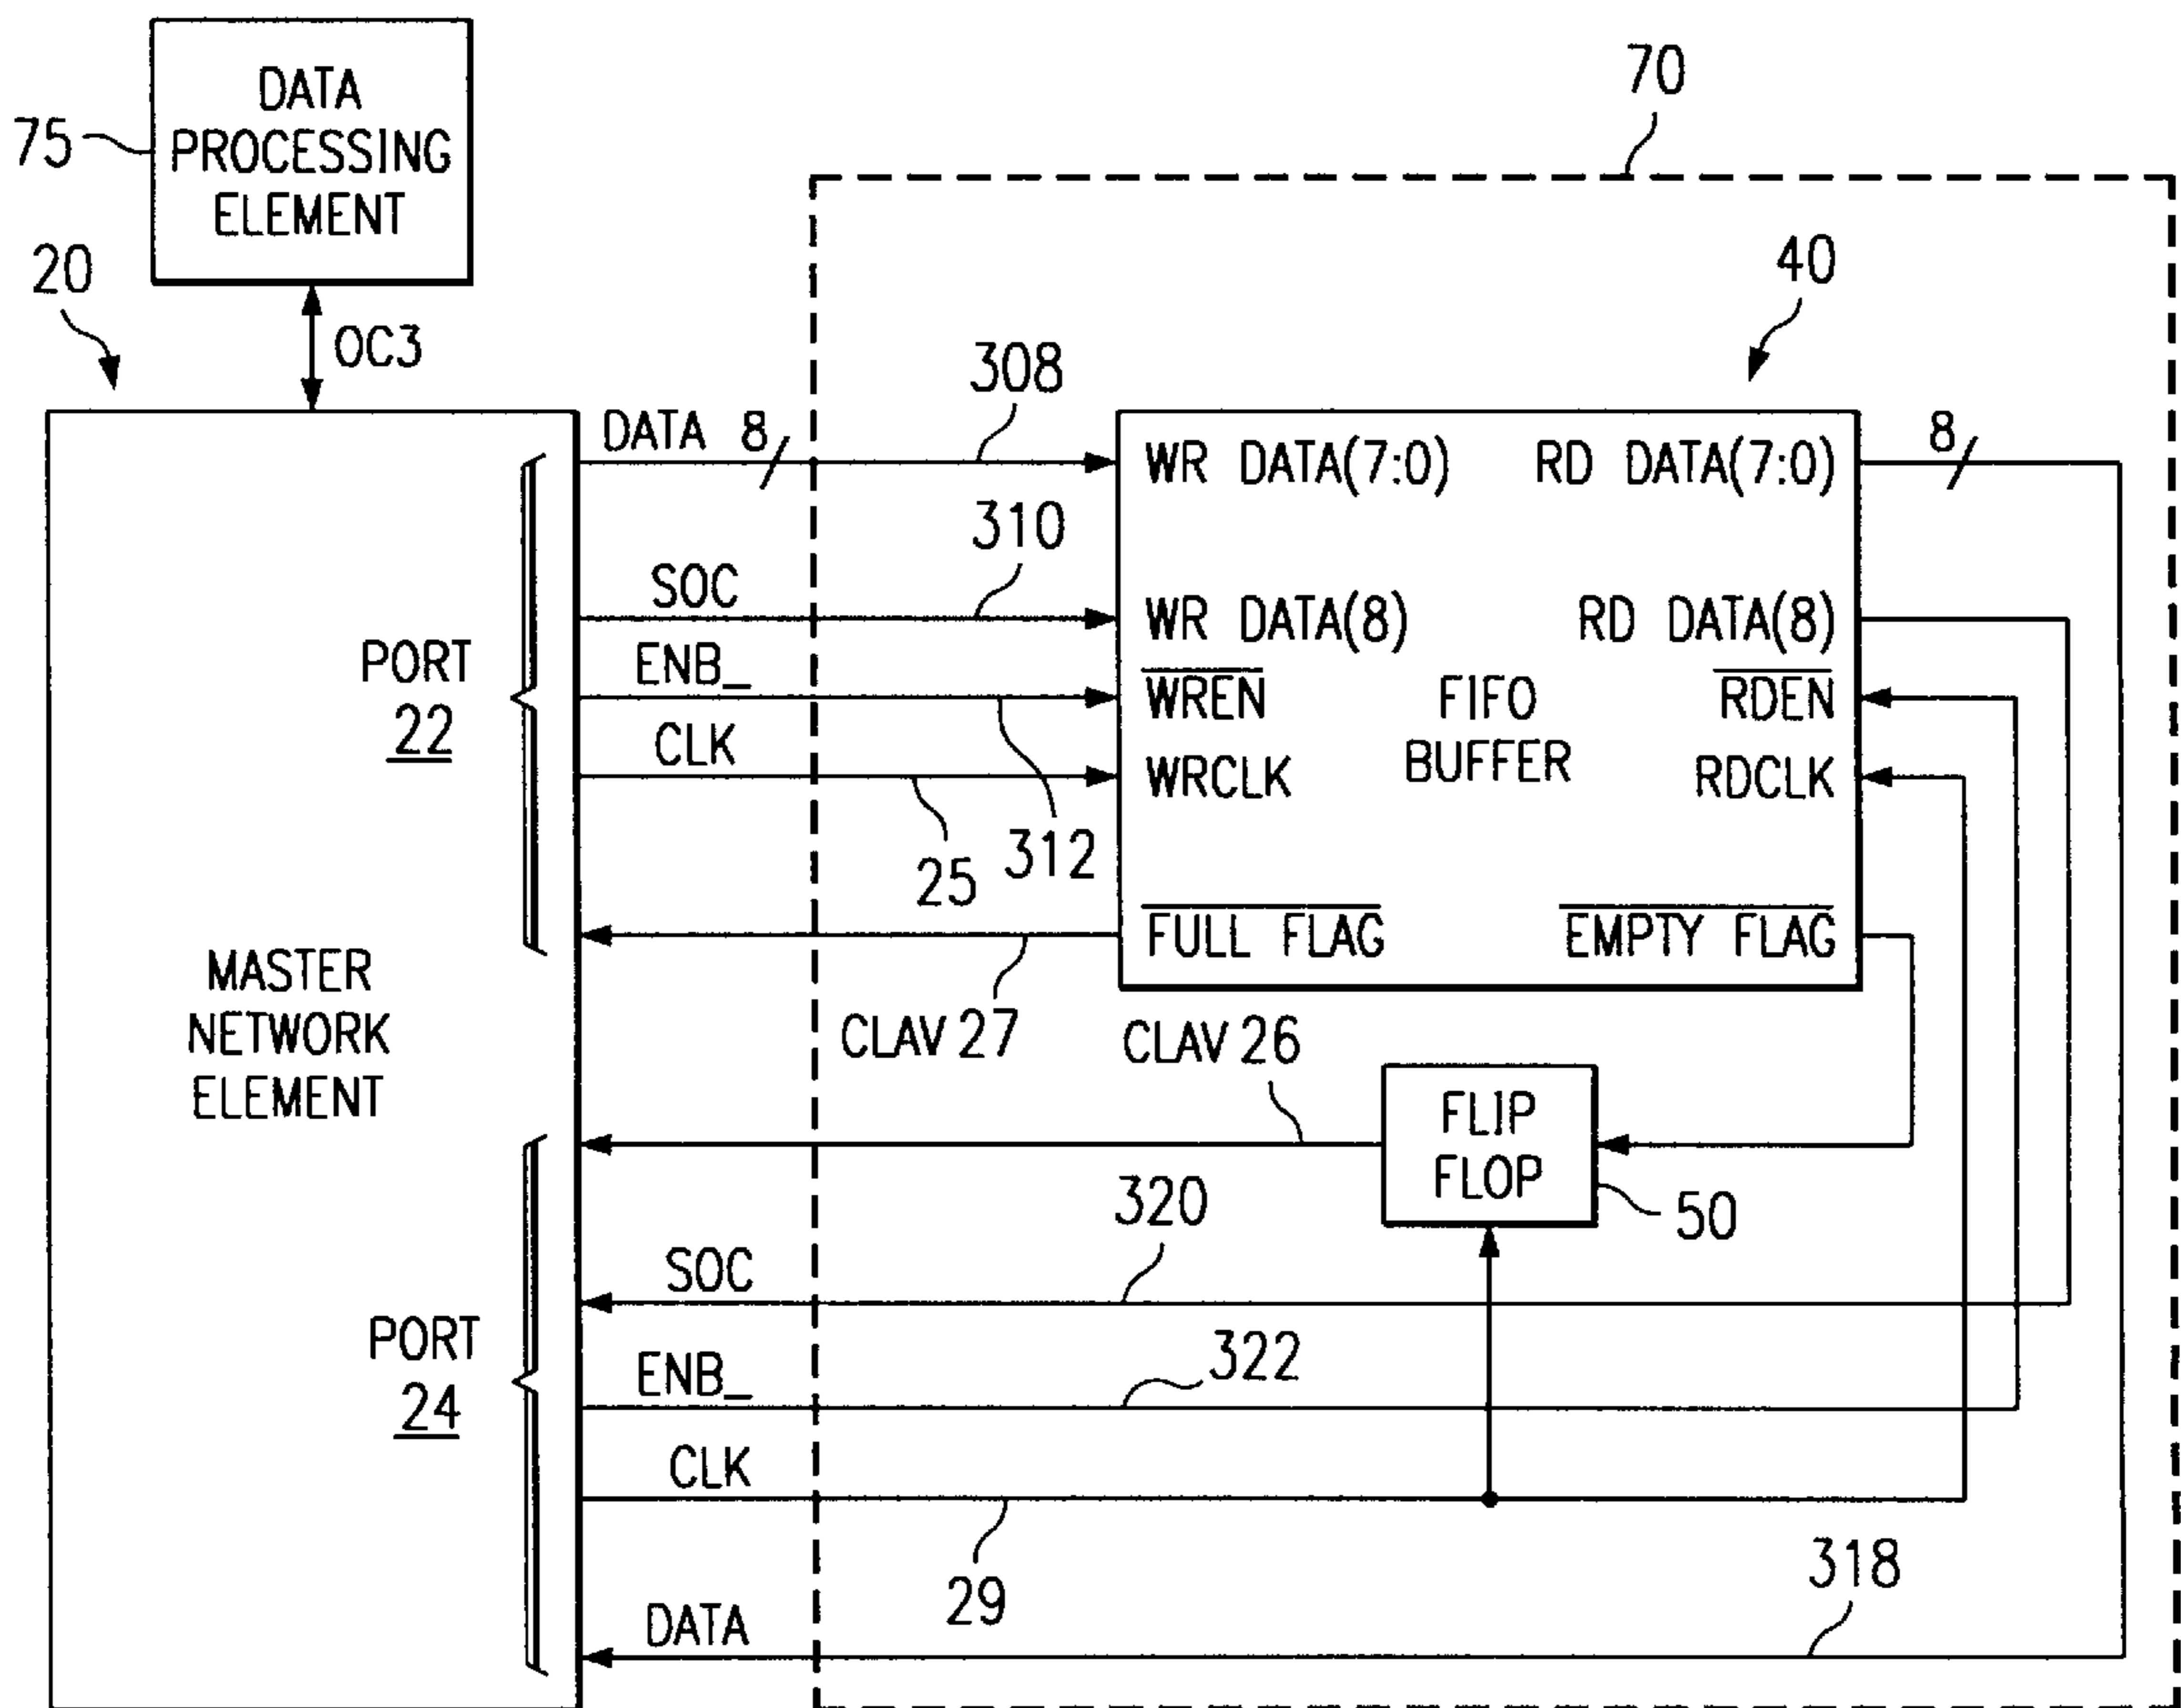 70
DATA
PROCESSING
ELEMENT
75
20
40
OC3
308
DATA 8
WR DATA(7:0) RD DATA(7:0)
8
310
SOC
WR DATA(8) RD DATA(8)
PORT
22
ENB_
WREN FIFO RDEN
BUFFER
CLK
WRCLK RDCLK
312
25
FULL FLAG EMPTY FLAG
MASTER
NETWORK
ELEMENT
CLAV 27
CLAV 26
FLIP
FLOP
50
320
SOC
PORT
24
322
ENB_
CLK
29
318
DATA